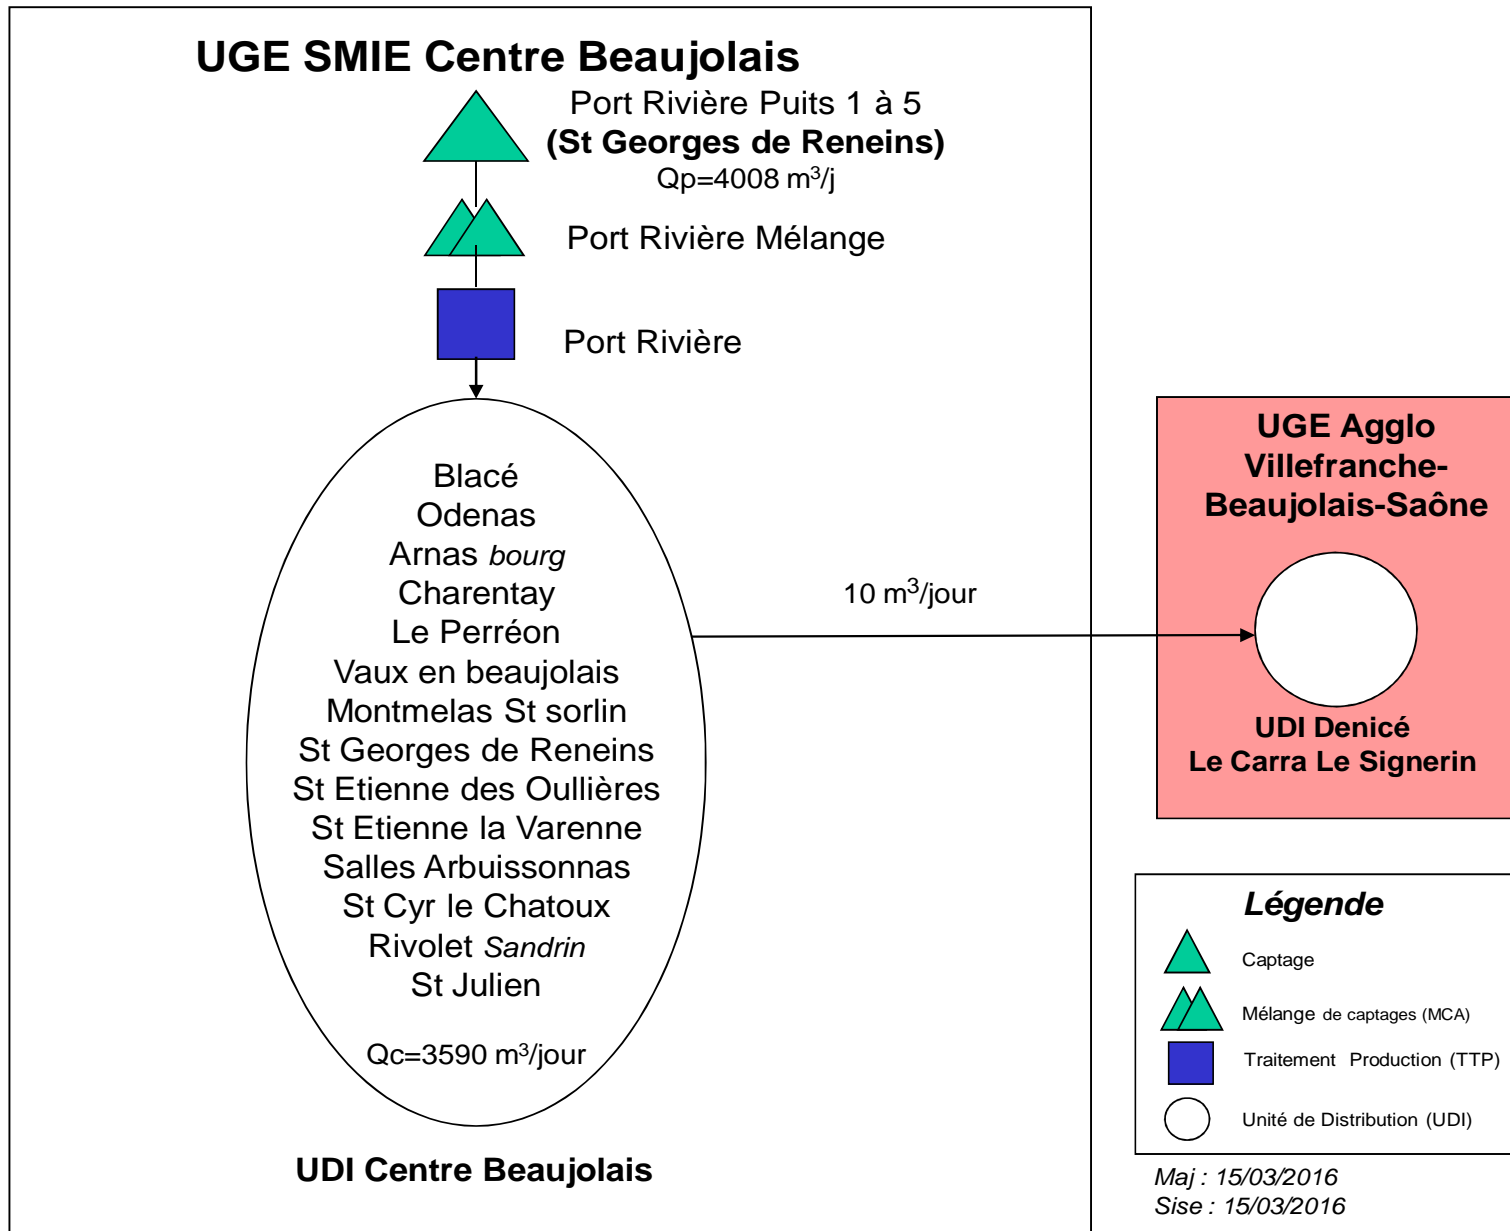 UGE SMIE Centre Beaujolais
Port Rivière Puits 1 à 5
(St Georges de Reneins)
Qp=4008 m³/j
Port Rivière Mélange
Port Rivière
Blacé
Odenas
Arnas bourg
Charentay
Le Perréon
Vaux en beaujolais
Montmelas St sorlin
St Georges de Reneins
St Etienne des Oullières
St Etienne la Varenne
Salles Arbuissonnas
St Cyr le Chatoux
Rivolet Sandrin
St Julien
Qc=3590 m³/jour
UDI Centre Beaujolais
10 m³/jour
UGE Agglo
Villefranche-
Beaujolais-Saône
UDI Denicé
Le Carra Le Signerin
Légende
Captage
Mélange de captages (MCA)
Traitement Production (TTP)
Unité de Distribution (UDI)
Maj : 15/03/2016
Sise : 15/03/2016